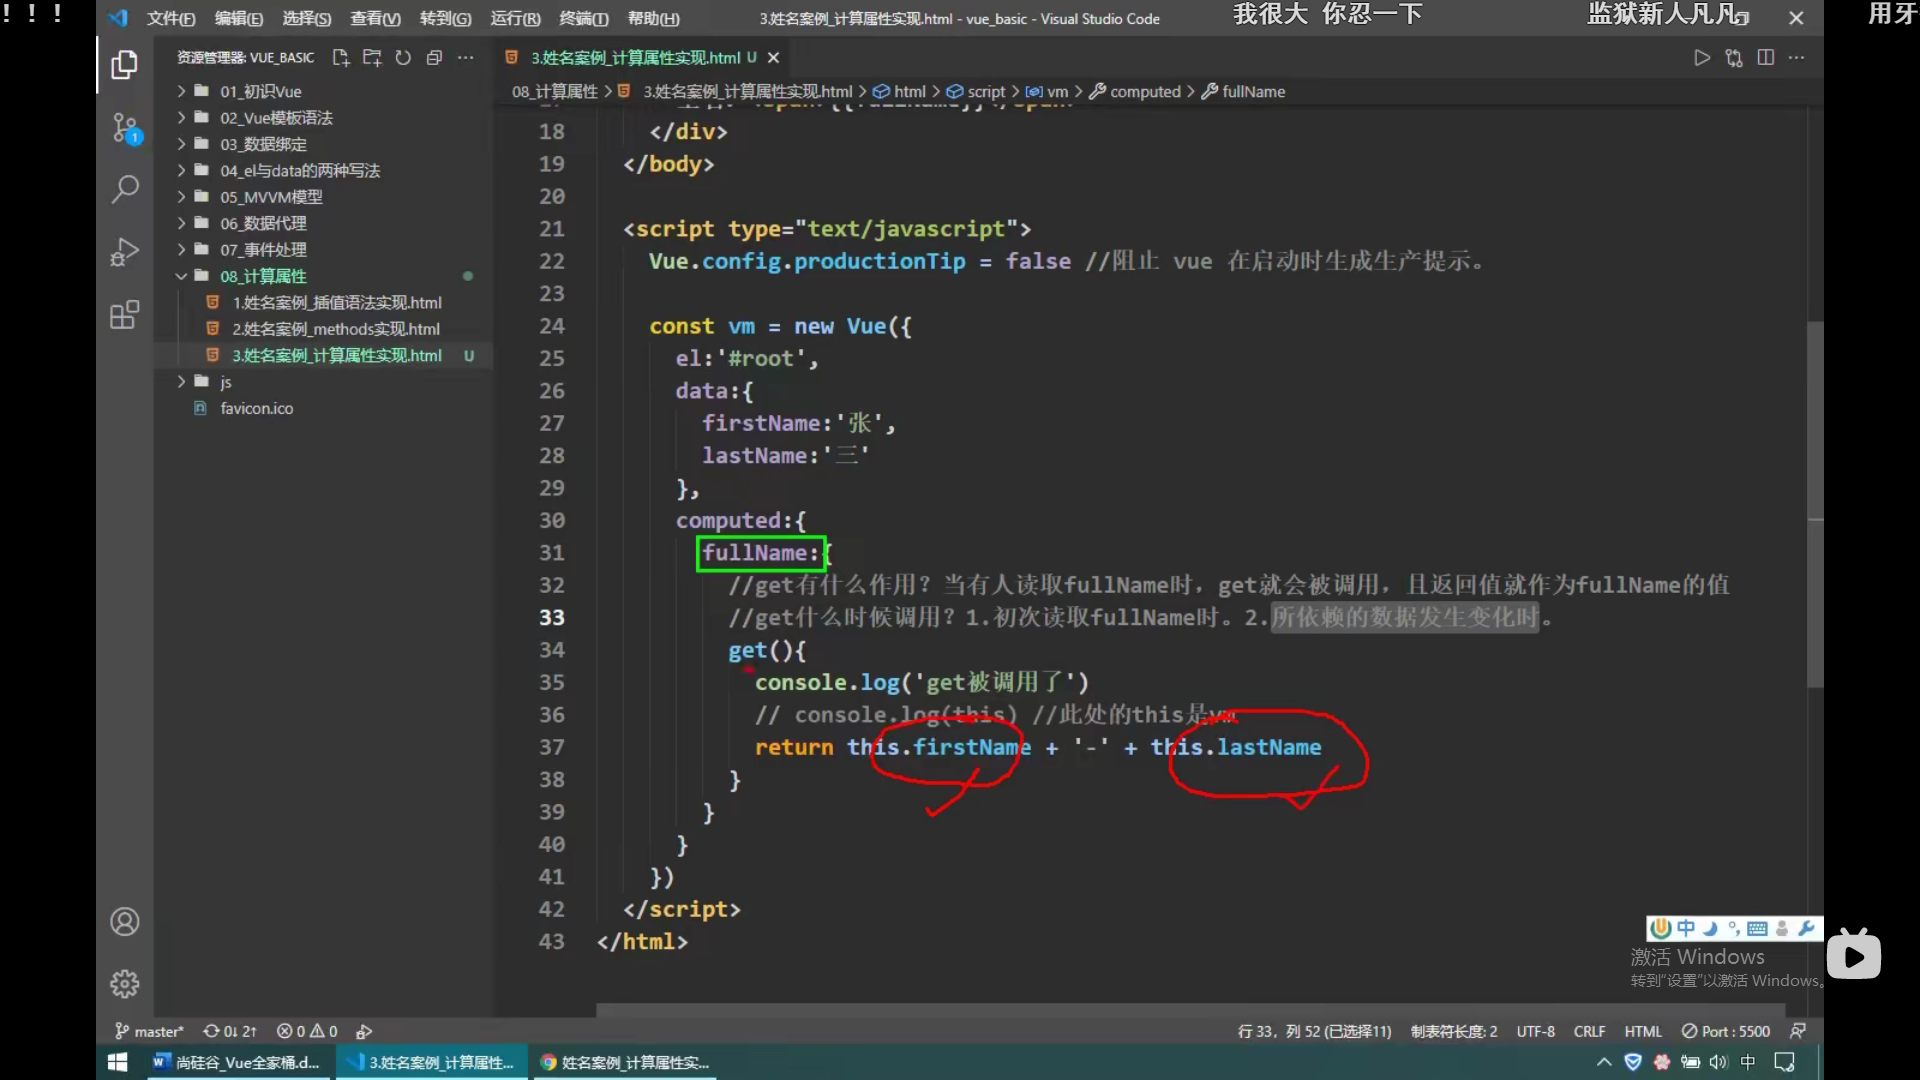 ！！！
文件(F) 编辑(E) 选择(S) 查看(V) 转到(G) 运行(R) 终端(T) 帮助(H) 3.姓名案例_计算属性实现.html - vue_basic - Visual Studio Code
我很大 你忍一下
监狱新人凡凡
用牙
资源管理器: VUE_BASIC
01_初识Vue
02_Vue模板语法
03_数据绑定
04_el与data的两种写法
05_MVVM模型
06_数据代理
07_事件处理
08_计算属性
1.姓名案例_插值语法实现.html
2.姓名案例_methods实现.html
3.姓名案例_计算属性实现.html U
js
favicon.ico
3.姓名案例_计算属性实现.html U
08_计算属性 > 3.姓名案例_计算属性实现.html > html > script > vm > computed > fullName
18 </div>
19 </body>
20
21 <script type="text/javascript">
22 Vue.config.productionTip = false //阻止 vue 在启动时生成生产提示。
23
24 const vm = new Vue({
25 el:'#root',
26 data:{
27 firstName:'张',
28 lastName:'三'
29 },
30 computed:{
31 fullName:{
32 //get有什么作用？当有人读取fullName时，get就会被调用，且返回值就作为fullName的值
33 //get什么时候调用？1.初次读取fullName时。2.所依赖的数据发生变化时。
34 get(){
35 console.log('get被调用了')
36 // console.log(this) //此处的this是vm
37 return this.firstName + '-' + this.lastName
38 }
39 }
40 }
41 })
42 </script>
43 </html>
中
激活 Windows
转到"设置"以激活 Windows。
master* 0↓ 2↑ 0 0
行 33，列 52 (已选择11) 制表符长度: 2 UTF-8 CRLF HTML Port : 5500
尚硅谷_Vue全家桶.d... 3.姓名案例_计算属性... 姓名案例_计算属性实... 中